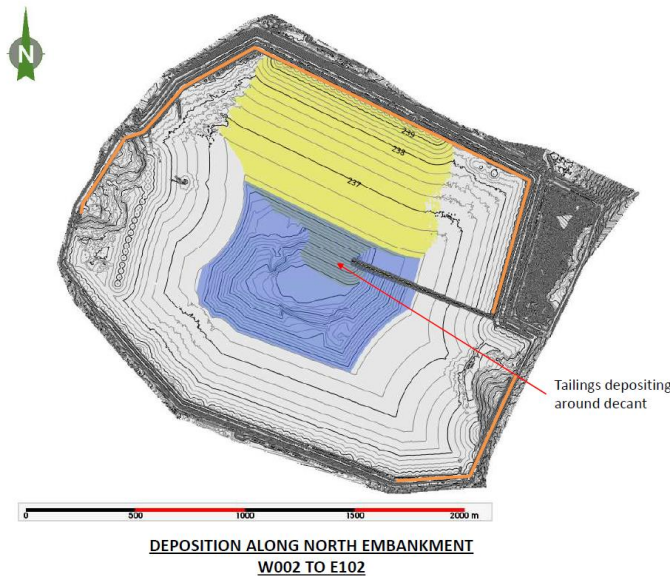 N
239
238
237
Tailings depositing
around decant
0 500 1000 1500 2000 m
DEPOSITION ALONG NORTH EMBANKMENT
W002 TO E102